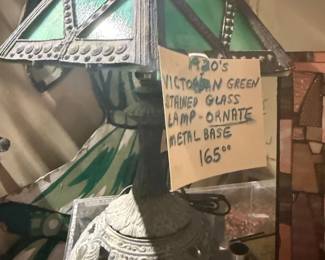 1920's
VICTORIAN GREEN
STAINED GLASS
LAMP - ORNATE
METAL BASE
165⁰⁰